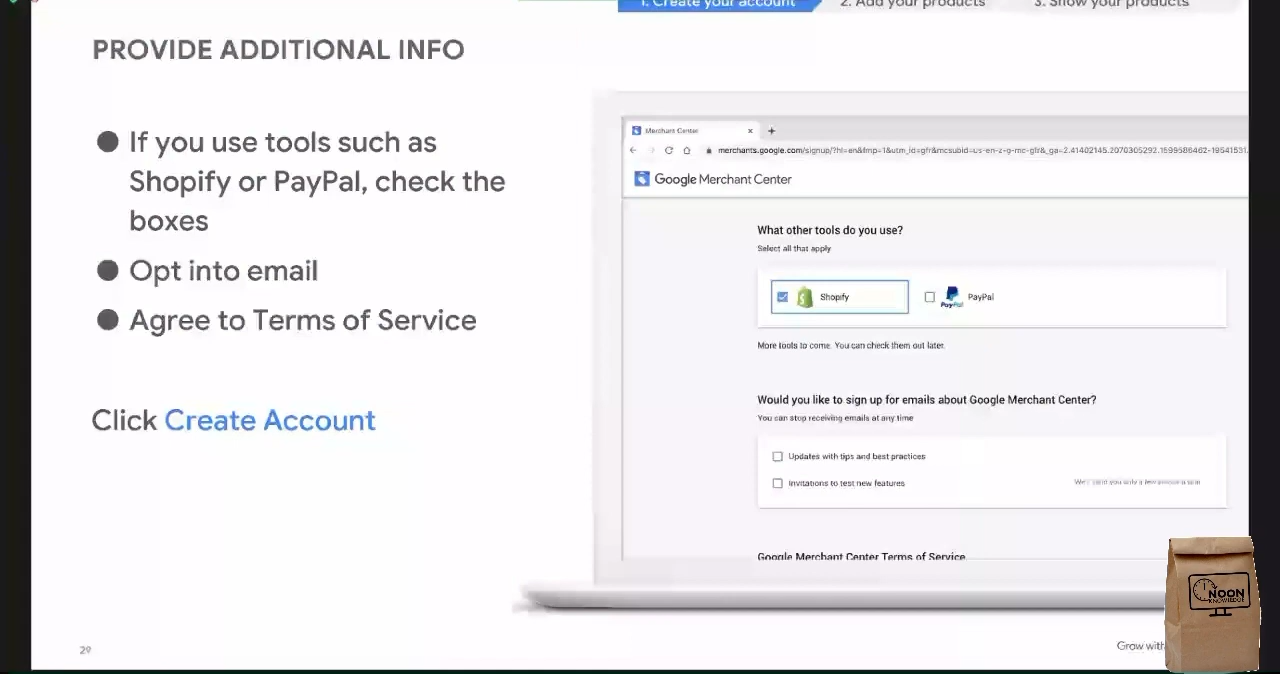 1. Create your account
2. Add your products
3. Show your products
PROVIDE ADDITIONAL INFO
If you use tools such as
Shopify or PayPal, check the
boxes
Opt into email
Agree to Terms of Service
Click Create Account
Merchant Center
Google Merchant Center
What other tools do you use?
Select all that apply
Shopify
PayPal
PayPal
More tools to come. You can check them out later.
Would you like to sign up for emails about Google Merchant Center?
You can stop receiving emails at any time
Updates with tips and best practices
Invitations to test new features
Google Merchant Center Terms of Service
29
Grow with
NOON
KNOWLEDGE